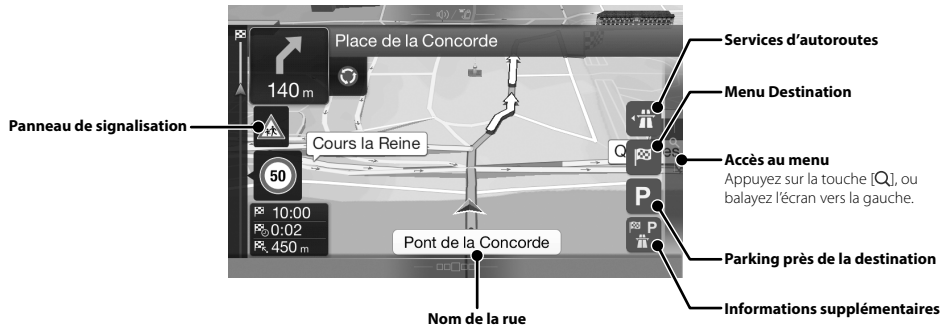 Place de la Concorde
140 m
Cours la Reine
50
10:00
0:02
450 m
Pont de la Concorde
Q
es
P
P
Panneau de signalisation
Services d'autoroutes
Menu Destination
Accès au menu
Appuyez sur la touche [Q], ou
balayez l'écran vers la gauche.
Parking près de la destination
Informations supplémentaires
Nom de la rue